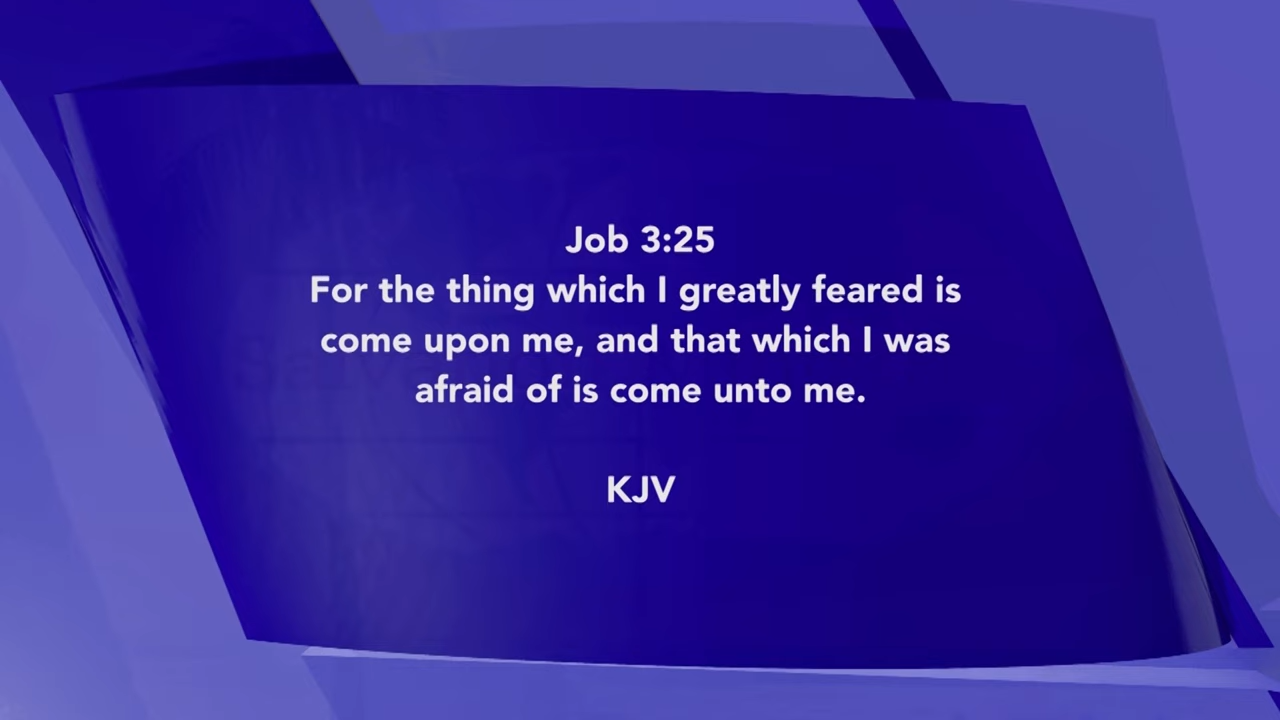 Job 3:25
For the thing which I greatly feared is
come upon me, and that which I was
afraid of is come unto me.
KJV